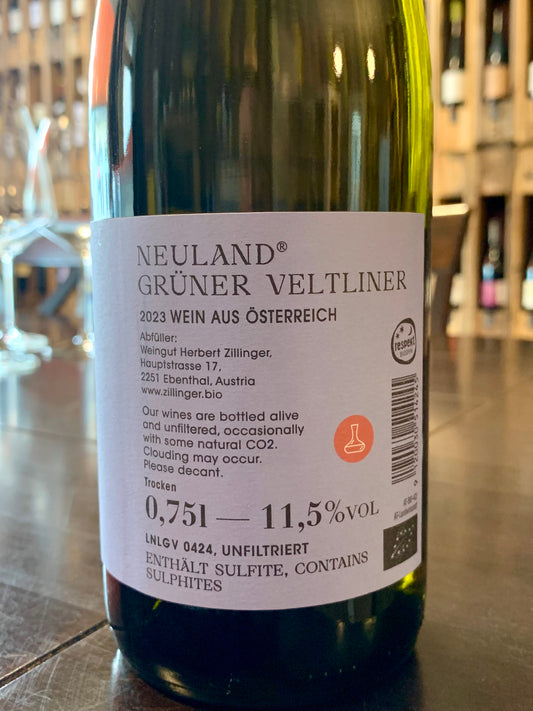 NEULAND®
GRÜNER VELTLINER
2023 WEIN AUS ÖSTERREICH
Abfüller:
Weingut Herbert Zillinger,
Hauptstrasse 17,
2251 Ebenthal, Austria
www.zillinger.bio
respekt
BIODYN
Our wines are bottled alive
and unfiltered, occasionally
with some natural CO2.
Clouding may occur.
Please decant.
Trocken
0,75l — 11,5%VOL
LNLGV 0424, UNFILTRIERT
ENTHÄLT SULFITE, CONTAINS
SULPHITES